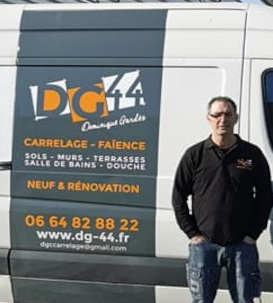 DG44
Dominique Gardes
CARRELAGE - FAÏENCE
SOLS - MURS - TERRASSES
SALLE DE BAINS - DOUCHE
NEUF & RÉNOVATION
06 64 82 88 22
www.dg-44.fr
dgccarrelage@gmail.com